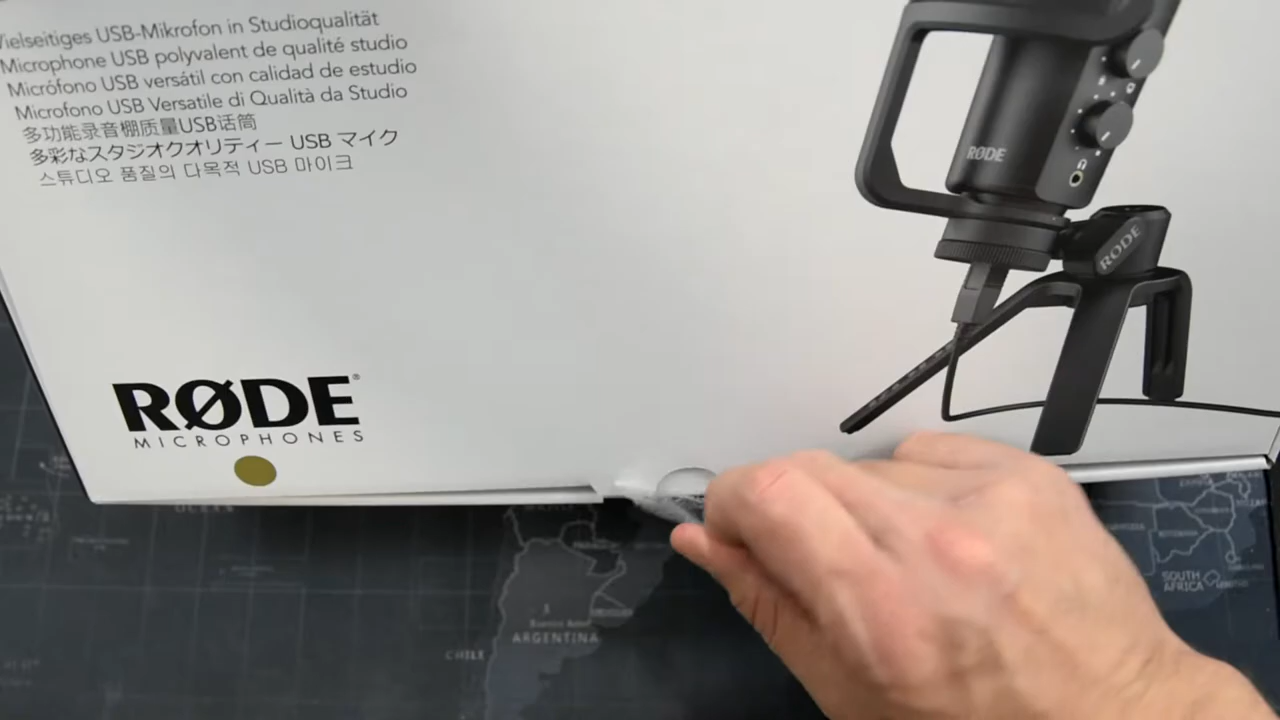 Vielseitiges USB-Mikrofon in Studioqualität
Microphone USB polyvalent de qualité studio
Micrófono USB versátil con calidad de estudio
Microfono USB Versatile di Qualità da Studio
多功能录音棚质量USB话筒
多彩なスタジオクオリティー USB マイク
스튜디오 품질의 다목적 USB 마이크
RØDE
RØDE
RØDE®
MICROPHONES
OCEAN
Buenos Aires
ARGENTINA
CHILE
SOUTH
AFRICA